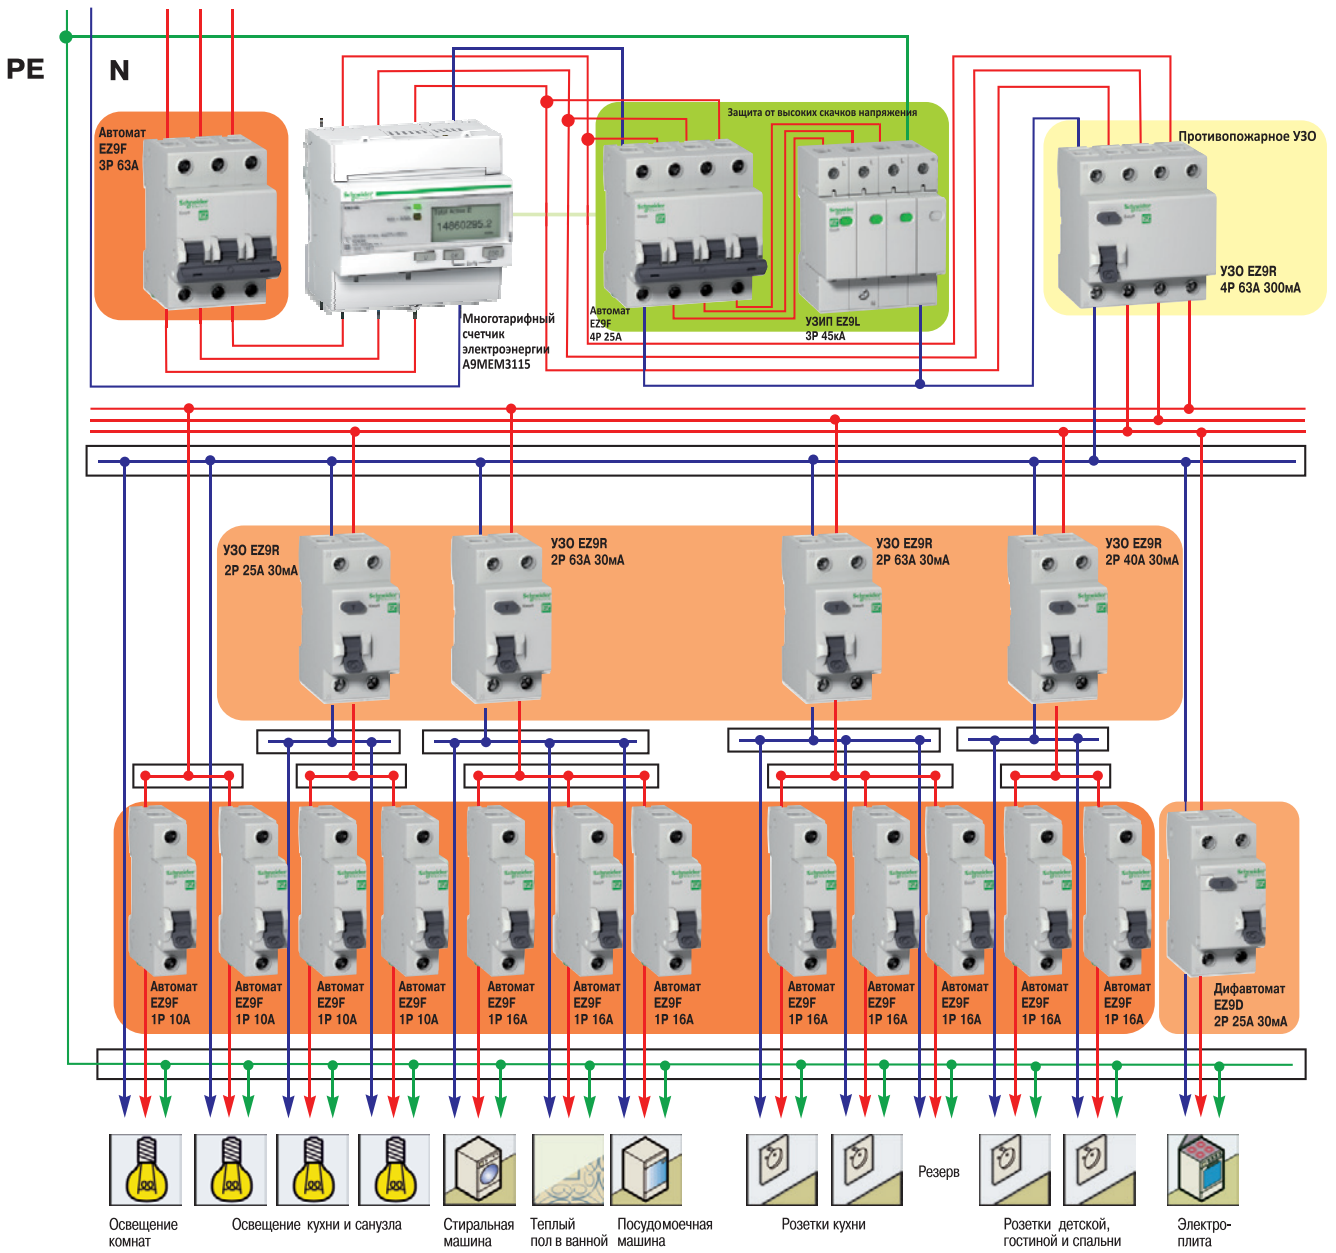 PE
N
Автомат
EZ9F
3P 63A
Schneider
14860295.2
Многотарифный
счетчик
электроэнергии
A9MEM3115
Защита от высоких скачков напряжения
Schneider
Автомат
EZ9F
4P 25A
УЗИП EZ9L
3P 45кА
Противопожарное УЗО
Schneider
УЗО EZ9R
4P 63A 300мА
УЗО EZ9R
2P 25A 30мА
УЗО EZ9R
2P 63A 30мА
УЗО EZ9R
2P 63A 30мА
УЗО EZ9R
2P 40A 30мА
Автомат
EZ9F
1P 10A
Автомат
EZ9F
1P 10A
Автомат
EZ9F
1P 10A
Автомат
EZ9F
1P 10A
Автомат
EZ9F
1P 16A
Автомат
EZ9F
1P 16A
Автомат
EZ9F
1P 16A
Автомат
EZ9F
1P 16A
Автомат
EZ9F
1P 16A
Автомат
EZ9F
1P 16A
Автомат
EZ9F
1P 16A
Автомат
EZ9F
1P 16A
Дифавтомат
EZ9D
2P 25A 30мА
Освещение
комнат
Освещение кухни и санузла
Стиральная
машина
Теплый
пол в ванной
Посудомоечная
машина
Розетки кухни
Резерв
Розетки детской,
гостиной и спальни
Электро-
плита